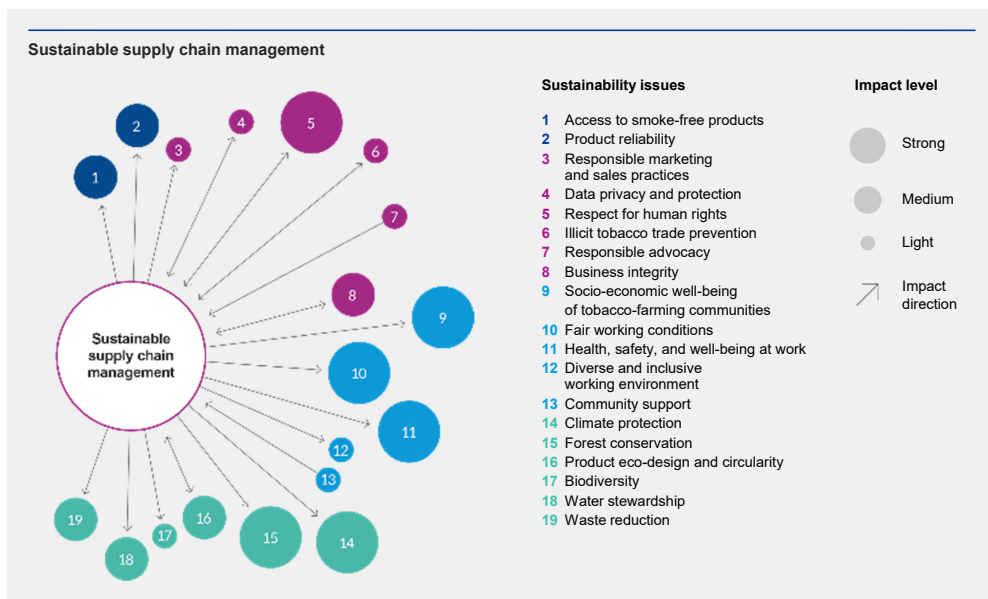 Sustainable supply chain management
2
4
5
3
6
1
7
8
9
Sustainable
supply chain
management
10
11
12
13
19
16
17
18
15
14
Sustainability issues
1 Access to smoke-free products
2 Product reliability
3 Responsible marketing
and sales practices
4 Data privacy and protection
5 Respect for human rights
6 Illicit tobacco trade prevention
7 Responsible advocacy
8 Business integrity
9 Socio-economic well-being
of tobacco-farming communities
10 Fair working conditions
11 Health, safety, and well-being at work
12 Diverse and inclusive
working environment
13 Community support
14 Climate protection
15 Forest conservation
16 Product eco-design and circularity
17 Biodiversity
18 Water stewardship
19 Waste reduction
Impact level
Strong
Medium
Light
Impact
direction